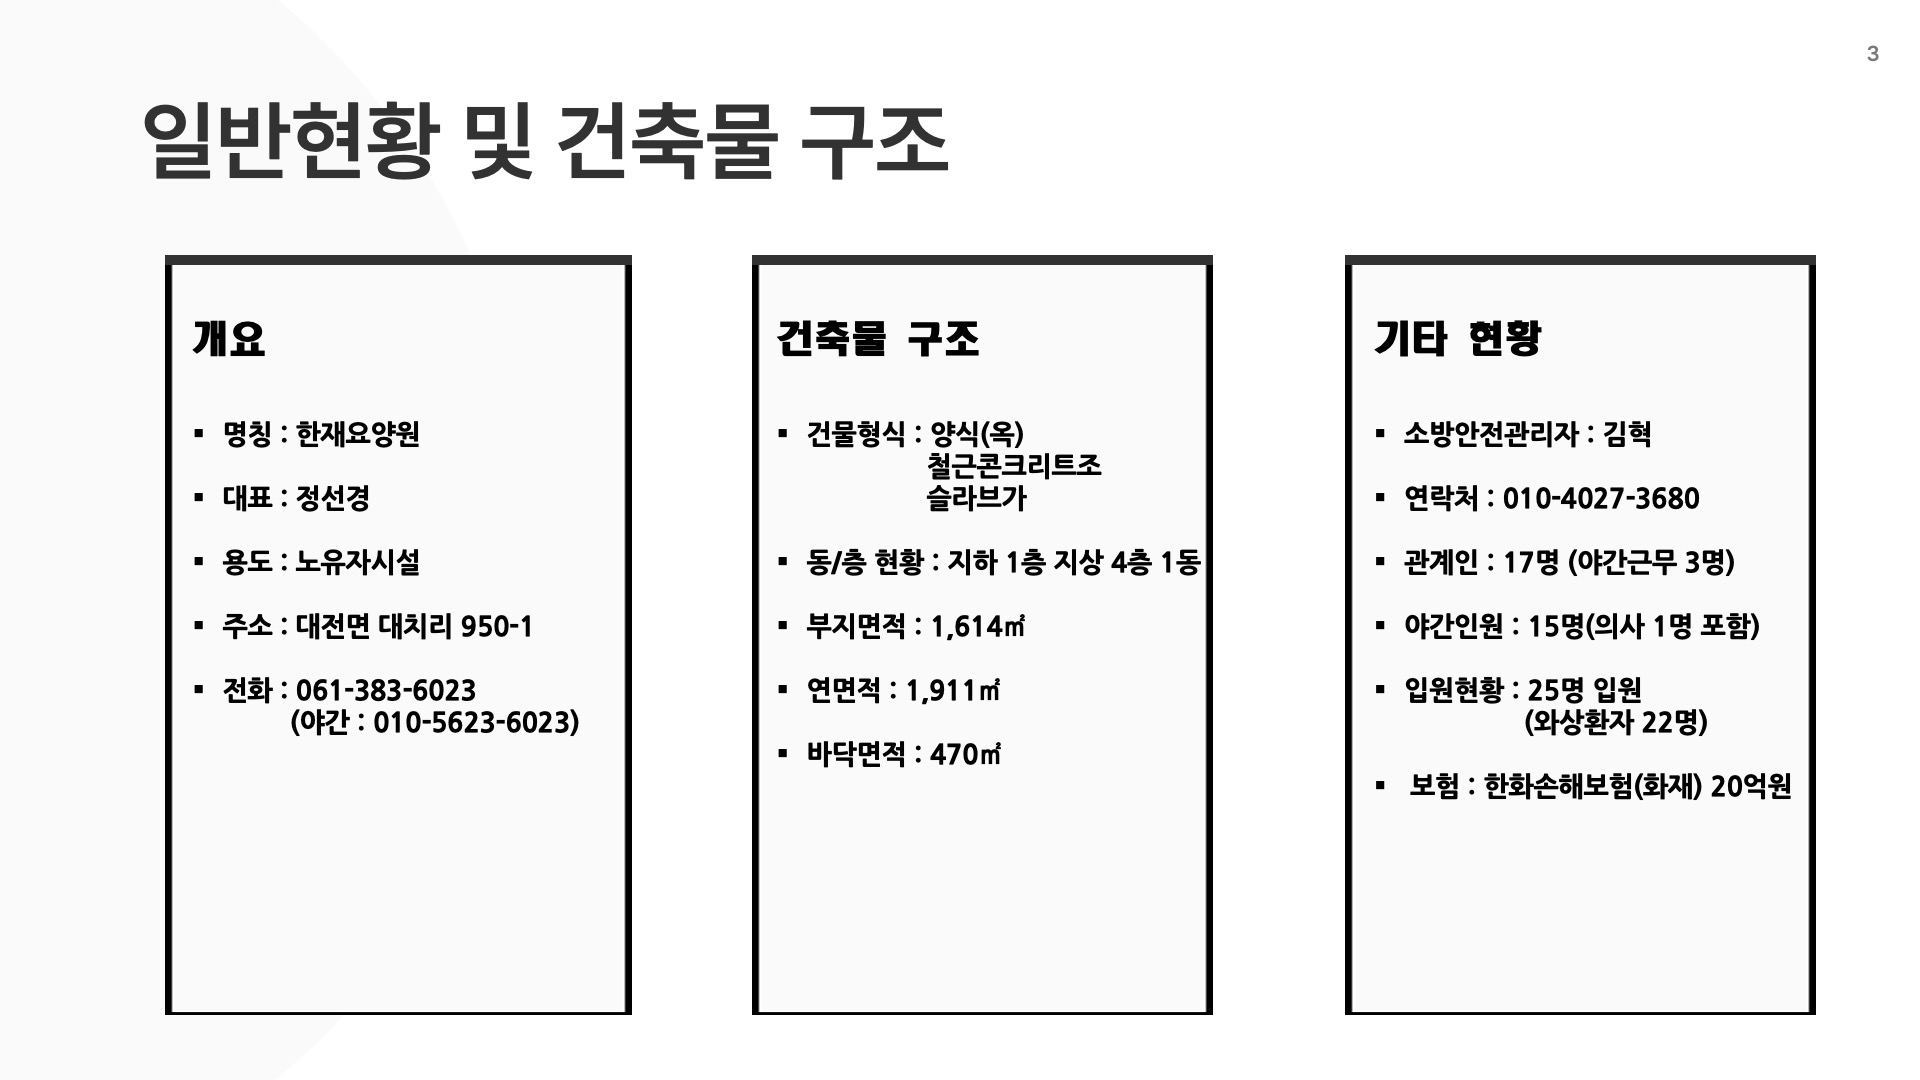 3
일반현황 및 건축물 구조
개요
▪ 명칭 : 한재요양원
▪ 대표 : 정선경
▪ 용도 : 노유자시설
▪ 주소 : 대전면 대치리 950-1
▪ 전화 : 061-383-6023
(야간 : 010-5623-6023)
건축물 구조
▪ 건물형식 : 양식(옥)
철근콘크리트조
슬라브가
▪ 동/층 현황 : 지하 1층 지상 4층 1동
▪ 부지면적 : 1,614㎡
▪ 연면적 : 1,911㎡
▪ 바닥면적 : 470㎡
기타 현황
▪ 소방안전관리자 : 김혁
▪ 연락처 : 010-4027-3680
▪ 관계인 : 17명 (야간근무 3명)
▪ 야간인원 : 15명(의사 1명 포함)
▪ 입원현황 : 25명 입원
(와상환자 22명)
▪ 보험 : 한화손해보험(화재) 20억원